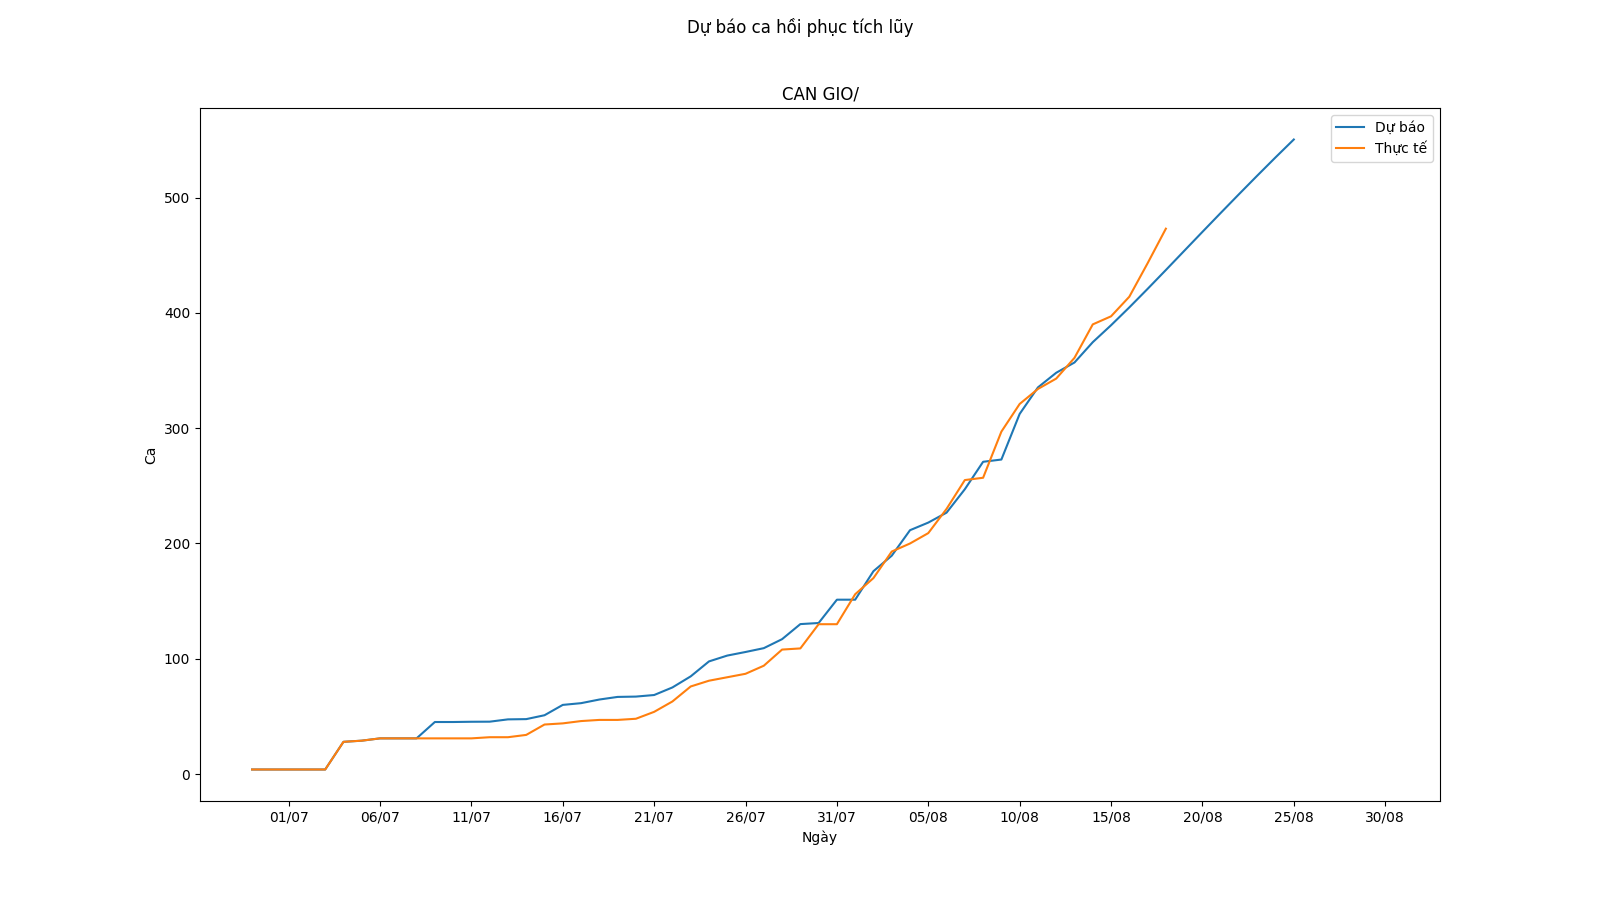 Dự báo ca hồi phục tích lũy
CAN GIO/
Dự báo
Thực tế
500
400
300
200
100
0
Ca
01/07 06/07 11/07 16/07 21/07 26/07 31/07 05/08 10/08 15/08 20/08 25/08 30/08
Ngày